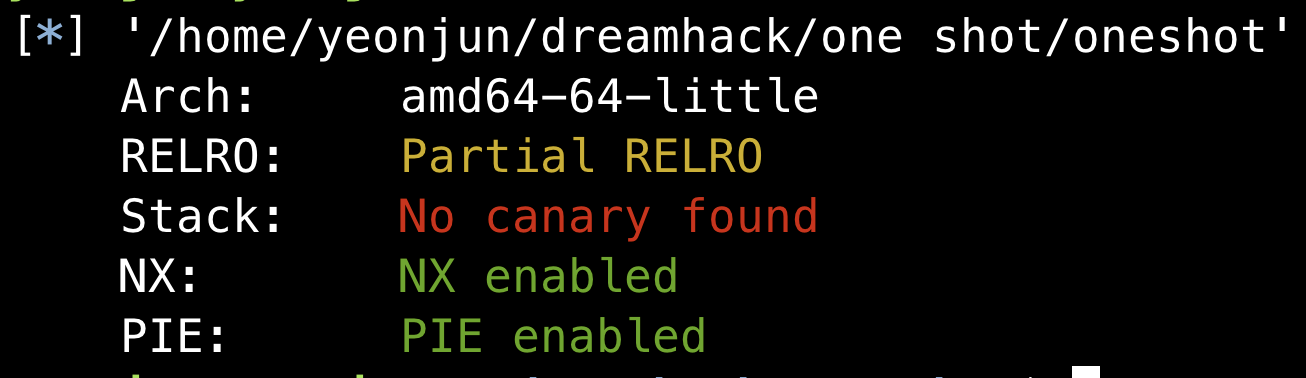 [*] '/home/yeonjun/dreamhack/one shot/oneshot'
Arch: amd64-64-little
RELRO: Partial RELRO
Stack: No canary found
NX: NX enabled
PIE: PIE enabled